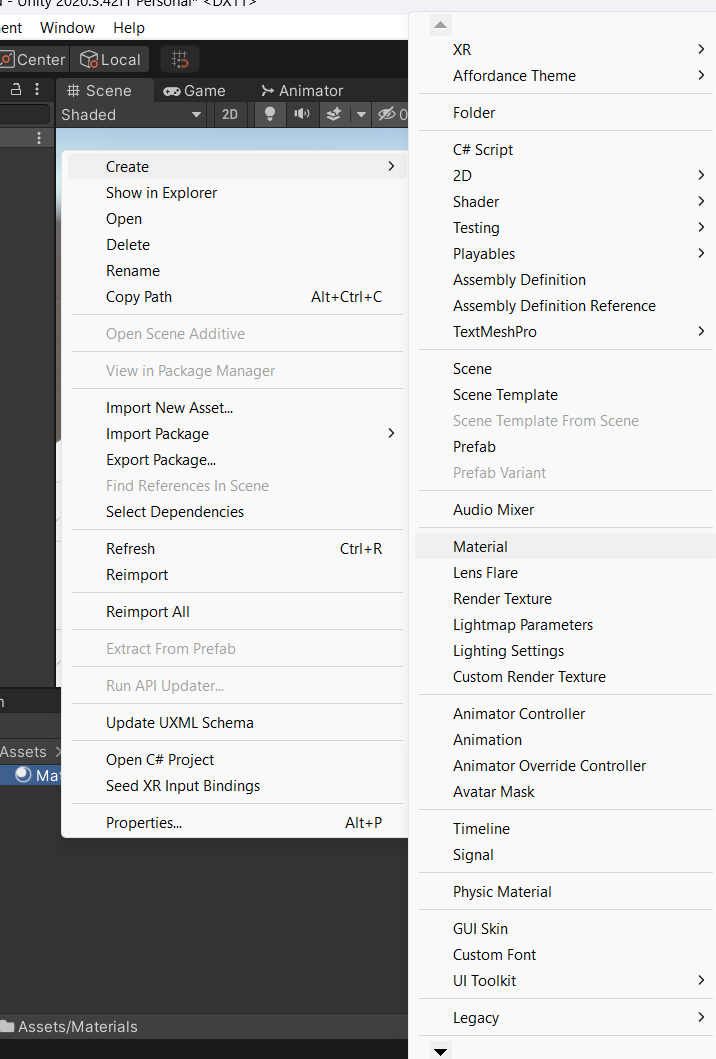 - Unity 2020.3.42f1 Personal* <DX11>
ent Window Help
Center Local
Scene Game Animator
Shaded 2D 0
Create
Show in Explorer
Open
Delete
Rename
Copy Path Alt+Ctrl+C
Open Scene Additive
View in Package Manager
Import New Asset...
Import Package
Export Package...
Find References In Scene
Select Dependencies
Refresh Ctrl+R
Reimport
Reimport All
Extract From Prefab
Run API Updater...
Update UXML Schema
Open C# Project
Seed XR Input Bindings
Properties... Alt+P
XR
Affordance Theme
Folder
C# Script
2D
Shader
Testing
Playables
Assembly Definition
Assembly Definition Reference
TextMeshPro
Scene
Scene Template
Scene Template From Scene
Prefab
Prefab Variant
Audio Mixer
Material
Lens Flare
Render Texture
Lightmap Parameters
Lighting Settings
Custom Render Texture
Animator Controller
Animation
Animator Override Controller
Avatar Mask
Timeline
Signal
Physic Material
GUI Skin
Custom Font
UI Toolkit
Legacy
n
Assets >
Mat
Assets/Materials